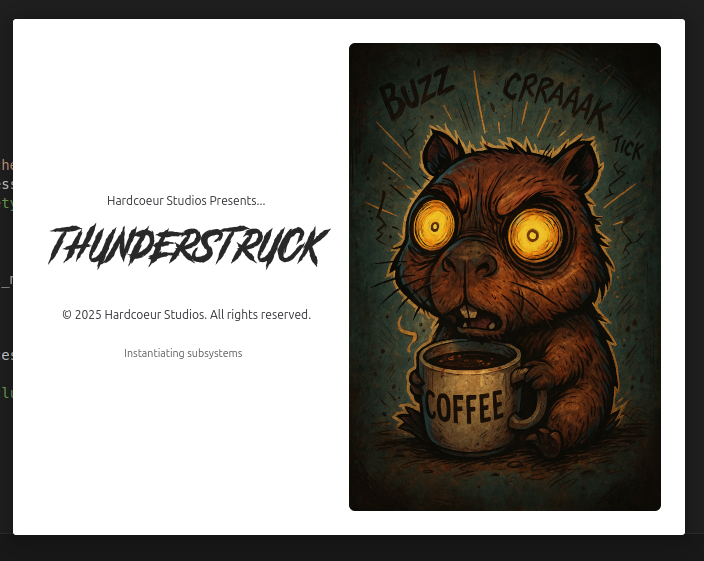 Hardcoeur Studios Presents...
THUNDERSTRUCK
© 2025 Hardcoeur Studios. All rights reserved.
Instantiating subsystems
BUZZ
CRRAAAK
TICK
COFFEE